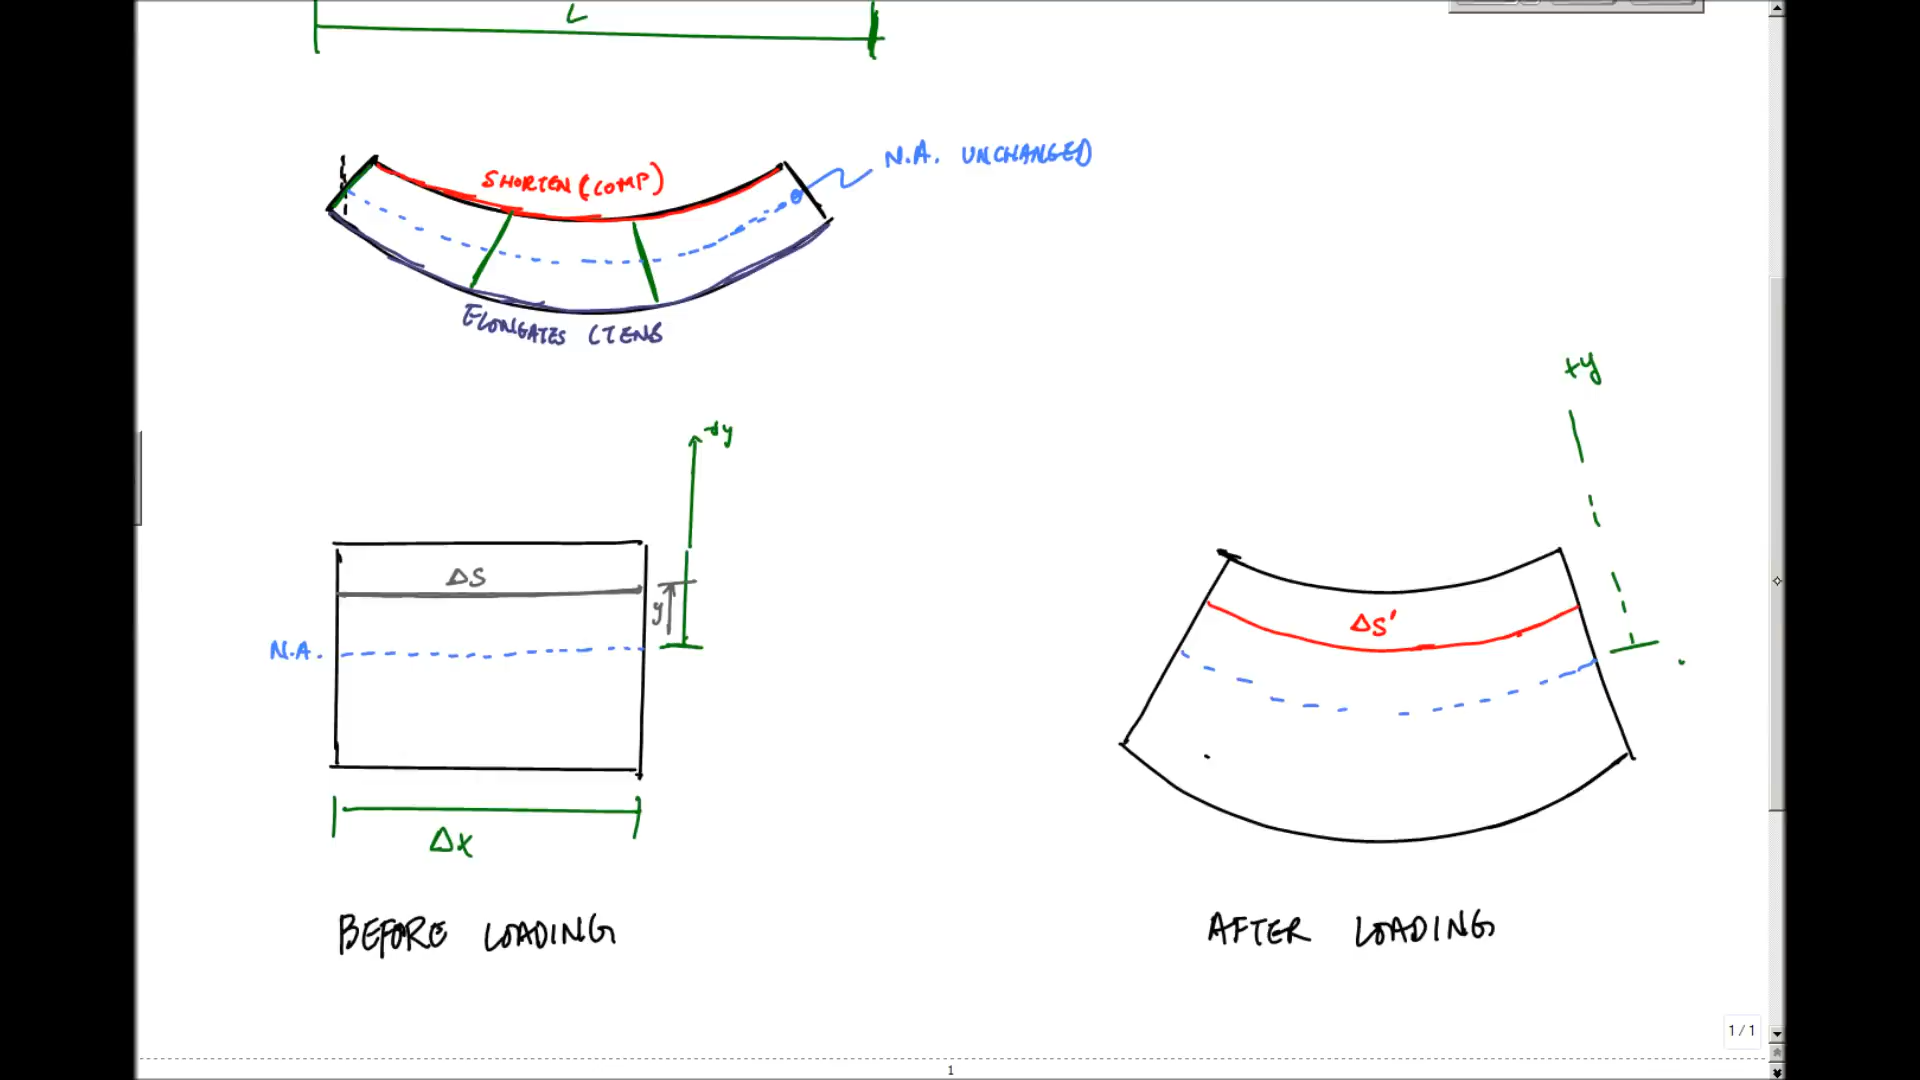 L
N.A. UNCHANGED
SHORTEN (COMP)
ELONGATES (TENS
+y
+y
ΔS
y
N.A.
ΔS'
Δx
BEFORE LOADING
AFTER LOADING
1 / 1
1